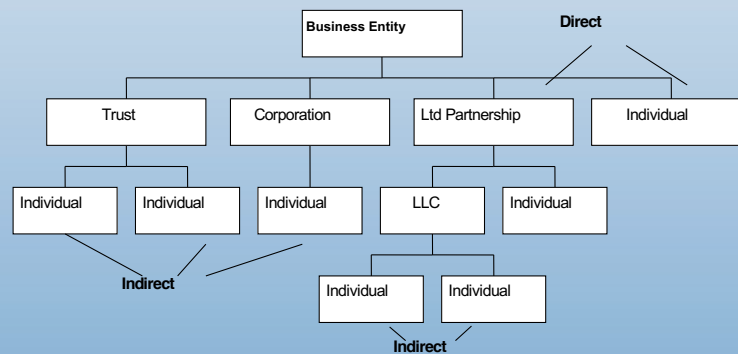 Direct
Business Entity
Trust
Corporation
Ltd Partnership
Individual
Individual
Individual
Individual
LLC
Individual
Indirect
Individual
Individual
Indirect